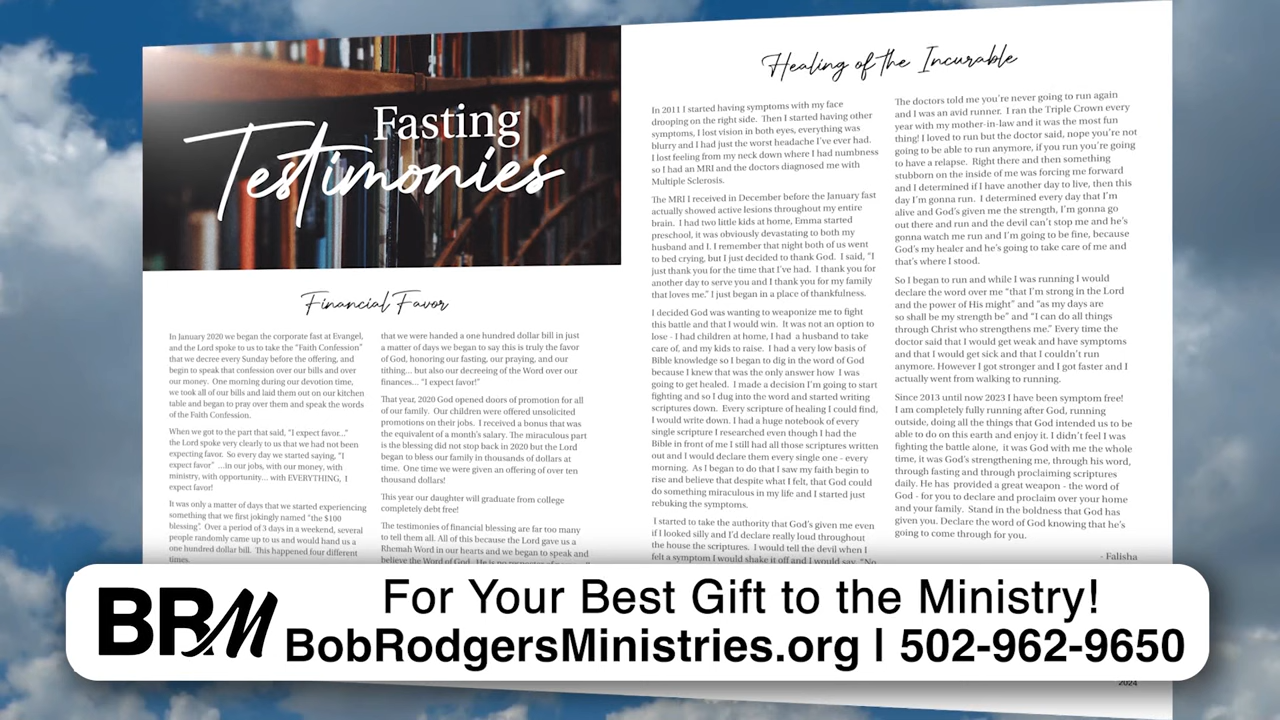 Fasting
Testimonies
Financial Favor
In January 2020 we began the corporate fast at Evangel,
and the Lord spoke to us to take the "Faith Confession"
that we decree every Sunday before the offering, and
begin to speak that confession over our bills and over
our money. One morning during our devotion time,
we took all of our bills and laid them out on our kitchen
table and began to pray over them and speak the words
of the Faith Confession.
When we got to the part that said, "I expect favor..."
the Lord spoke very clearly to us that we had not been
expecting favor. So every day we started saying, "I
expect favor" ...in our jobs, with our money, with
ministry, with opportunity... with EVERYTHING, I
expect favor!
It was only a matter of days that we started experiencing
something that we first jokingly named "the $100
blessing". Over a period of 3 days in a weekend, several
people randomly came up to us and would hand us a
one hundred dollar bill. This happened four different
times.
that we were handed a one hundred dollar bill in just
a matter of days we began to say this is truly the favor
of God, honoring our fasting, our praying, and our
tithing... but also our decreeing of the Word over our
finances... "I expect favor!"
That year, 2020 God opened doors of promotion for all
of our family. Our children were offered unsolicited
promotions on their jobs. I received a bonus that was
the equivalent of a month's salary. The miraculous part
is the blessing did not stop back in 2020 but the Lord
began to bless our family in thousands of dollars at
time. One time we were given an offering of over ten
thousand dollars!
This year our daughter will graduate from college
completely debt free!
The testimonies of financial blessing are far too many
to tell them all. All of this because the Lord gave us a
Rhemah Word in our hearts and we began to speak and
believe the Word of God. He is no
Healing of the Incurable
In 2011 I started having symptoms with my face
drooping on the right side. Then I started having other
symptoms, I lost vision in both eyes, everything was
blurry and I had just the worst headache I've ever had.
I lost feeling from my neck down where I had numbness
so I had an MRI and the doctors diagnosed me with
Multiple Sclerosis.
The MRI I received in December before the January fast
actually showed active lesions throughout my entire
brain. I had two little kids at home, Emma started
preschool, it was obviously devastating to both my
husband and I. I remember that night both of us went
to bed crying, but I just decided to thank God. I said, "I
just thank you for the time that I've had. I thank you for
another day to serve you and I thank you for my family
that loves me." I just began in a place of thankfulness.
I decided God was wanting to weaponize me to fight
this battle and that I would win. It was not an option to
lose - I had children at home, I had a husband to take
care of, and my kids to raise. I had a very low basis of
Bible knowledge so I began to dig in the word of God
because I knew that was the only answer how I was
going to get healed. I made a decision I'm going to start
fighting and so I dug into the word and started writing
scriptures down. Every scripture of healing I could find,
I would write down. I had a huge notebook of every
single scripture I researched even though I had the
Bible in front of me I still had all those scriptures written
out and I would declare them every single one - every
morning. As I began to do that I saw my faith begin to
rise and believe that despite what I felt, that God could
do something miraculous in my life and I started just
rebuking the symptoms.
I started to take the authority that God's given me even
if I looked silly and I'd declare really loud throughout
the house the scriptures. I would tell the devil when I
felt a symptom I would shake it off and I would say, "No
The doctors told me you're never going to run again
and I was an avid runner. I ran the Triple Crown every
year with my mother-in-law and it was the most fun
thing! I loved to run but the doctor said, nope you're not
going to be able to run anymore, if you run you're going
to have a relapse. Right there and then something
stubborn on the inside of me was forcing me forward
and I determined if I have another day to live, then this
day I'm gonna run. I determined every day that I'm
alive and God's given me the strength, I'm gonna go
out there and run and the devil can't stop me and he's
gonna watch me run and I'm going to be fine, because
God's my healer and he's going to take care of me and
that's where I stood.
So I began to run and while I was running I would
declare the word over me "that I'm strong in the Lord
and the power of His might" and "as my days are
so shall be my strength be" and "I can do all things
through Christ who strengthens me." Every time the
doctor said that I would get weak and have symptoms
and that I would get sick and that I couldn't run
anymore. However I got stronger and I got faster and I
actually went from walking to running.
Since 2013 until now 2023 I have been symptom free!
I am completely fully running after God, running
outside, doing all the things that God intended us to be
able to do on this earth and enjoy it. I didn't feel I was
fighting the battle alone, it was God with me the whole
time, it was God's strengthening me, through his word,
through fasting and through proclaiming scriptures
daily. He has provided a great weapon - the word of
God - for you to declare and proclaim over your home
and your family. Stand in the boldness that God has
given you. Declare the word of God knowing that he's
going to come through for you.
- Falisha
BRM
For Your Best Gift to the Ministry!
BobRodgersMinistries.org | 502-962-9650
2024